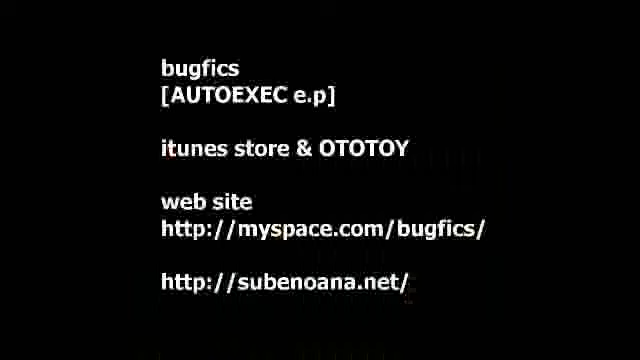 bugfics
[AUTOEXEC e.p]
itunes store & OTOTOY
web site
http://myspace.com/bugfics/
http://subenoana.net/